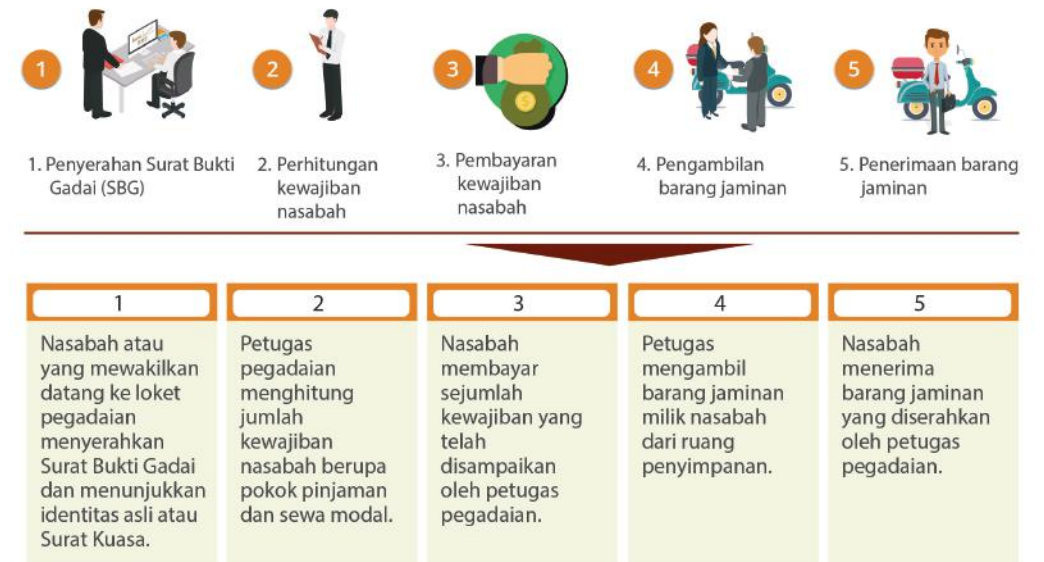 1
2
3
4
5
1. Penyerahan Surat Bukti
Gadai (SBG)
2. Perhitungan
kewajiban
nasabah
3. Pembayaran
kewajiban
nasabah
4. Pengambilan
barang jaminan
5. Penerimaan barang
jaminan
1
Nasabah atau
yang mewakilkan
datang ke loket
pegadaian
menyerahkan
Surat Bukti Gadai
dan menunjukkan
identitas asli atau
Surat Kuasa.
2
Petugas
pegadaian
menghitung
jumlah
kewajiban
nasabah berupa
pokok pinjaman
dan sewa modal.
3
Nasabah
membayar
sejumlah
kewajiban yang
telah
disampaikan
oleh petugas
pegadaian.
4
Petugas
mengambil
barang jaminan
milik nasabah
dari ruang
penyimpanan.
5
Nasabah
menerima
barang jaminan
yang diserahkan
oleh petugas
pegadaian.